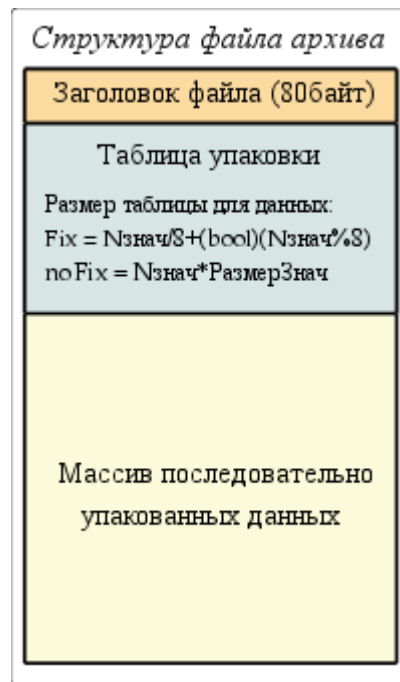 Структура файла архива
Заголовок файла (80байт)
Таблица упаковки
Размер таблицы для данных:
Fix = Nзнач/8+(bool)(Nзнач%8)
noFix = Nзнач*РазмерЗнач
Массив последовательно
упакованных данных